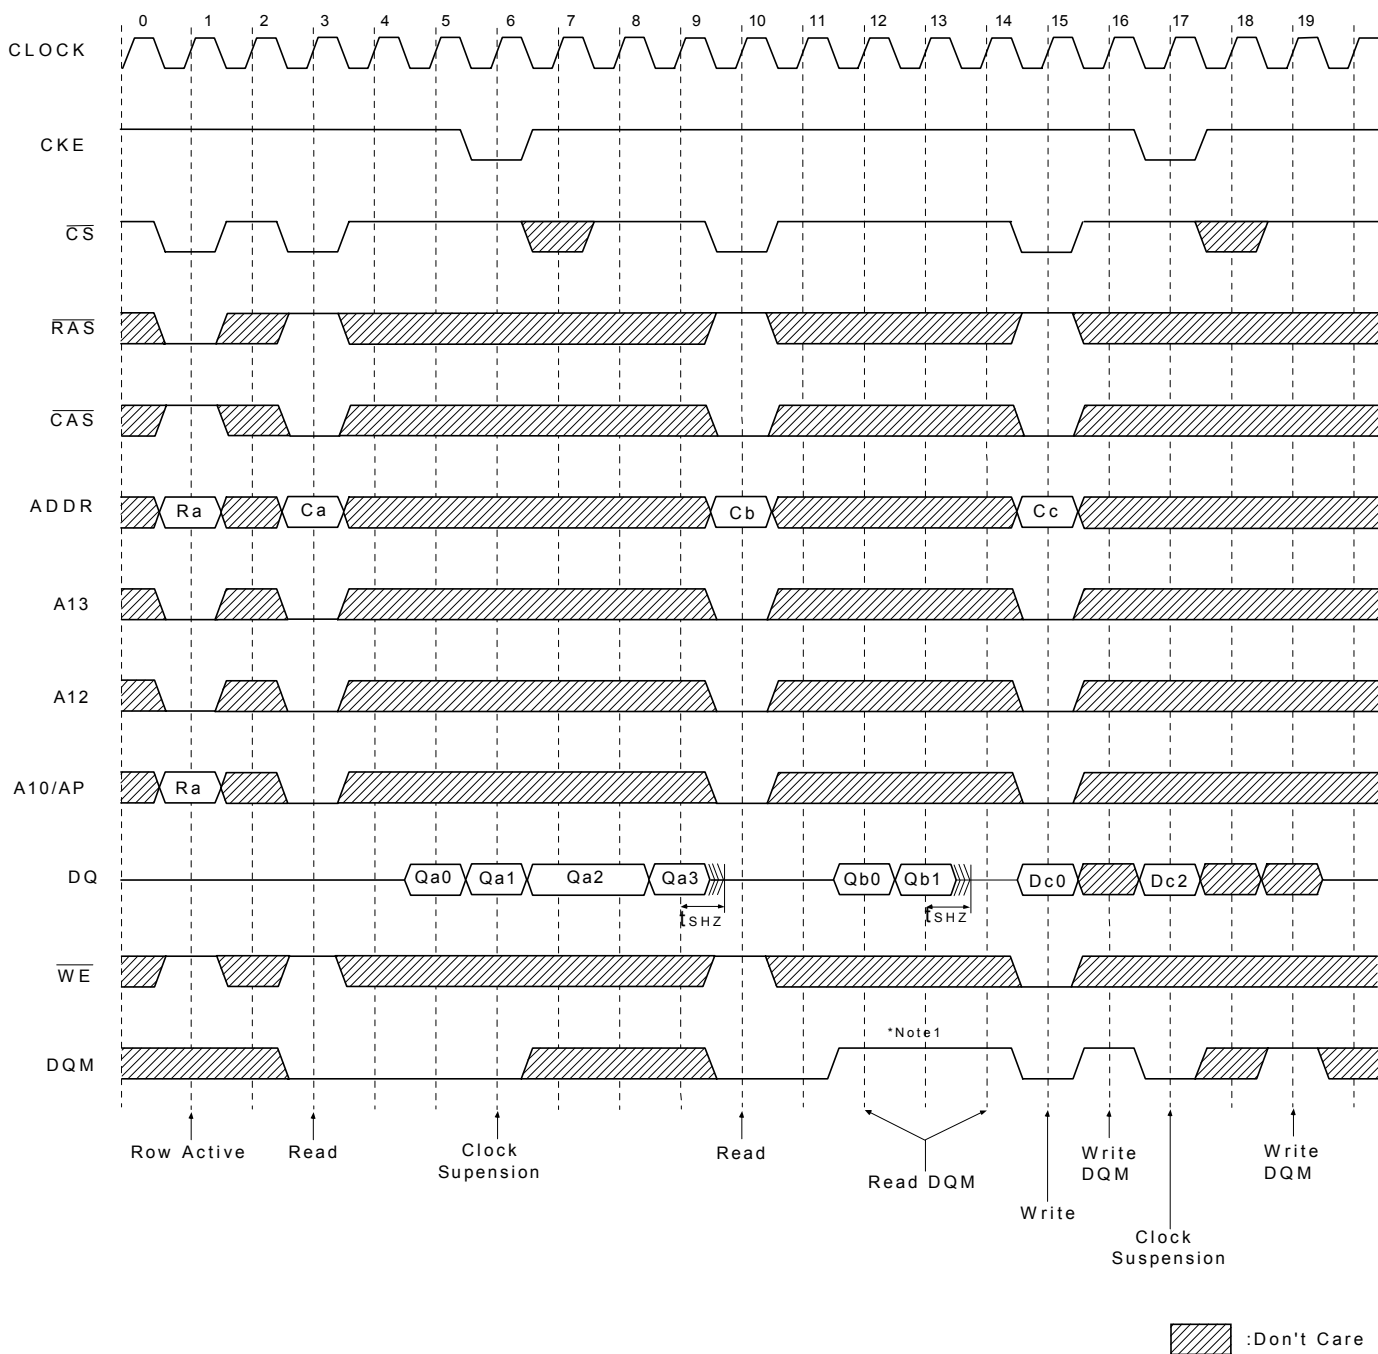 0 1 2 3 4 5 6 7 8 9 10 11 12 13 14 15 16 17 18 19
CLOCK
CKE
CS
RAS
CAS
ADDR Ra Ca Cb Cc
A13
A12
A10/AP Ra
DQ Qa0 Qa1 Qa2 Qa3 Qb0 Qb1 Dc0 Dc2
tSHZ tSHZ
WE
*Note1
DQM
Row Active Read Clock Read Write Write
Supension DQM DQM
Read DQM
Write
Clock
Suspension
:Don't Care